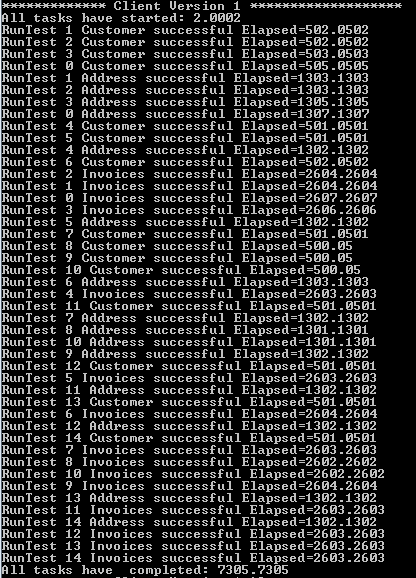 ************* Client Version 1 ********************
All tasks have started: 2.0002
RunTest 1 Customer successful Elapsed=502.0502
RunTest 2 Customer successful Elapsed=502.0502
RunTest 3 Customer successful Elapsed=503.0503
RunTest 0 Customer successful Elapsed=505.0505
RunTest 1 Address successful Elapsed=1303.1303
RunTest 2 Address successful Elapsed=1303.1303
RunTest 3 Address successful Elapsed=1305.1305
RunTest 0 Address successful Elapsed=1307.1307
RunTest 4 Customer successful Elapsed=501.0501
RunTest 5 Customer successful Elapsed=501.0501
RunTest 4 Address successful Elapsed=1302.1302
RunTest 6 Customer successful Elapsed=502.0502
RunTest 2 Invoices successful Elapsed=2604.2604
RunTest 1 Invoices successful Elapsed=2604.2604
RunTest 0 Invoices successful Elapsed=2607.2607
RunTest 3 Invoices successful Elapsed=2606.2606
RunTest 5 Address successful Elapsed=1302.1302
RunTest 7 Customer successful Elapsed=501.0501
RunTest 8 Customer successful Elapsed=500.05
RunTest 9 Customer successful Elapsed=500.05
RunTest 10 Customer successful Elapsed=500.05
RunTest 6 Address successful Elapsed=1303.1303
RunTest 4 Invoices successful Elapsed=2603.2603
RunTest 11 Customer successful Elapsed=501.0501
RunTest 7 Address successful Elapsed=1302.1302
RunTest 8 Address successful Elapsed=1301.1301
RunTest 10 Address successful Elapsed=1301.1301
RunTest 9 Address successful Elapsed=1302.1302
RunTest 12 Customer successful Elapsed=501.0501
RunTest 5 Invoices successful Elapsed=2603.2603
RunTest 11 Address successful Elapsed=1302.1302
RunTest 13 Customer successful Elapsed=501.0501
RunTest 6 Invoices successful Elapsed=2604.2604
RunTest 12 Address successful Elapsed=1302.1302
RunTest 14 Customer successful Elapsed=501.0501
RunTest 7 Invoices successful Elapsed=2603.2603
RunTest 8 Invoices successful Elapsed=2602.2602
RunTest 10 Invoices successful Elapsed=2602.2602
RunTest 9 Invoices successful Elapsed=2604.2604
RunTest 13 Address successful Elapsed=1302.1302
RunTest 11 Invoices successful Elapsed=2603.2603
RunTest 14 Address successful Elapsed=1302.1302
RunTest 12 Invoices successful Elapsed=2603.2603
RunTest 13 Invoices successful Elapsed=2603.2603
RunTest 14 Invoices successful Elapsed=2603.2603
All tasks have  completed: 7305.7305